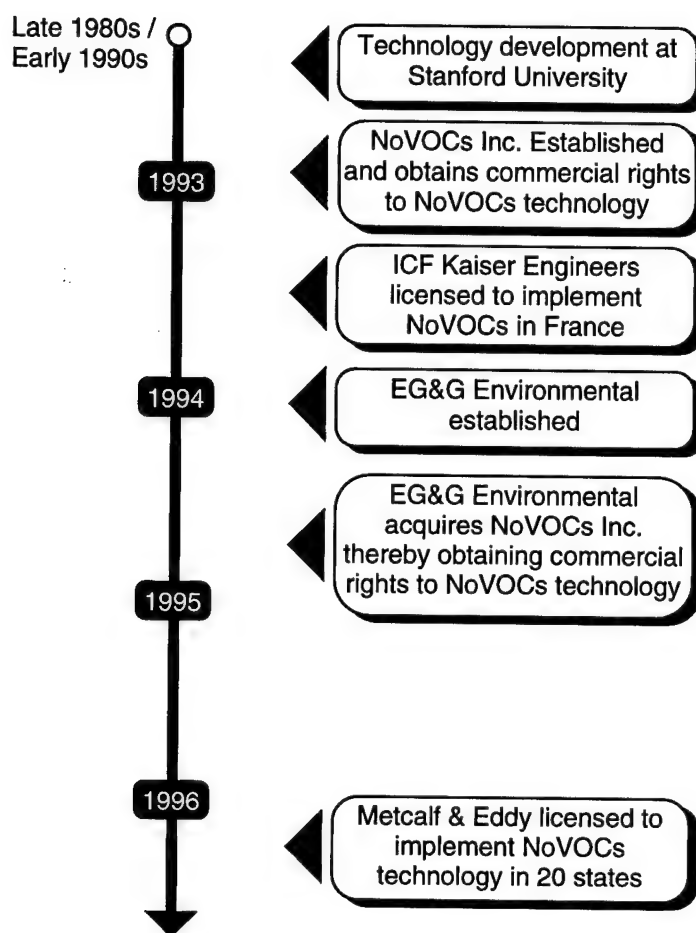 Late 1980s /
Early 1990s
Technology development at
Stanford University
1993
NoVOCs Inc. Established
and obtains commercial rights
to NoVOCs technology
ICF Kaiser Engineers
licensed to implement
NoVOCs in France
1994
EG&G Environmental
established
EG&G Environmental
acquires NoVOCs Inc.
thereby obtaining commercial
rights to NoVOCs technology
1995
1996
Metcalf & Eddy licensed to
implement NoVOCs
technology in 20 states